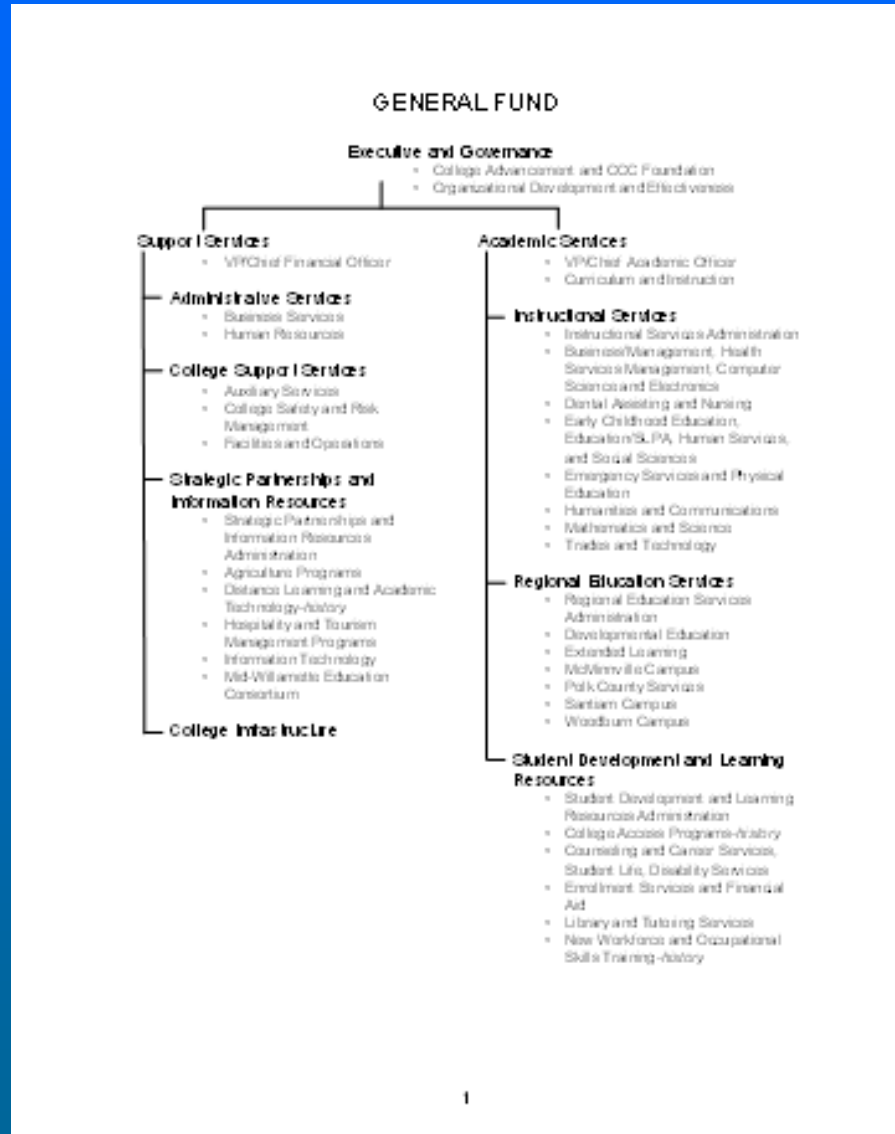 GENERAL FUND
Executive and Governance
• College Advancement and CCC Foundation
• Organizational Development and Effectiveness
Support Services
• VP/Chief Financial Officer
Administrative Services
• Business Services
• Human Resources
College Support Services
• Auxiliary Services
• College Safety and Risk
Management
• Facilities and Operations
Strategic Partnerships and
Information Resources
• Strategic Partnerships and
Information Resources
Administration
• Agriculture Programs
• Distance Learning and Academic
Technology-history
• Hospitality and Tourism
Management Programs
• Information Technology
• Mid-Willamette Education
Consortium
College Infrastructure
Academic Services
• VP/Chief Academic Officer
• Curriculum and Instruction
Instructional Services
• Instructional Services Administration
• Business/Management, Health
Services Management, Computer
Science and Electronics
• Dental Assisting and Nursing
• Early Childhood Education,
Education/SLPA, Human Services,
and Social Sciences
• Emergency Services and Physical
Education
• Humanities and Communications
• Mathematics and Science
• Trades and Technology
Regional Education Services
• Regional Education Services
Administration
• Developmental Education
• Extended Learning
• McMinnville Campus
• Polk County Services
• Santiam Campus
• Woodburn Campus
Student Development and Learning
Resources
• Student Development and Learning
Resources Administration
• College Access Programs-history
• Counseling and Career Services,
Student Life, Disability Services
• Enrollment Services and Financial
Aid
• Library and Tutoring Services
• New Workforce and Occupational
Skills Training-history
1